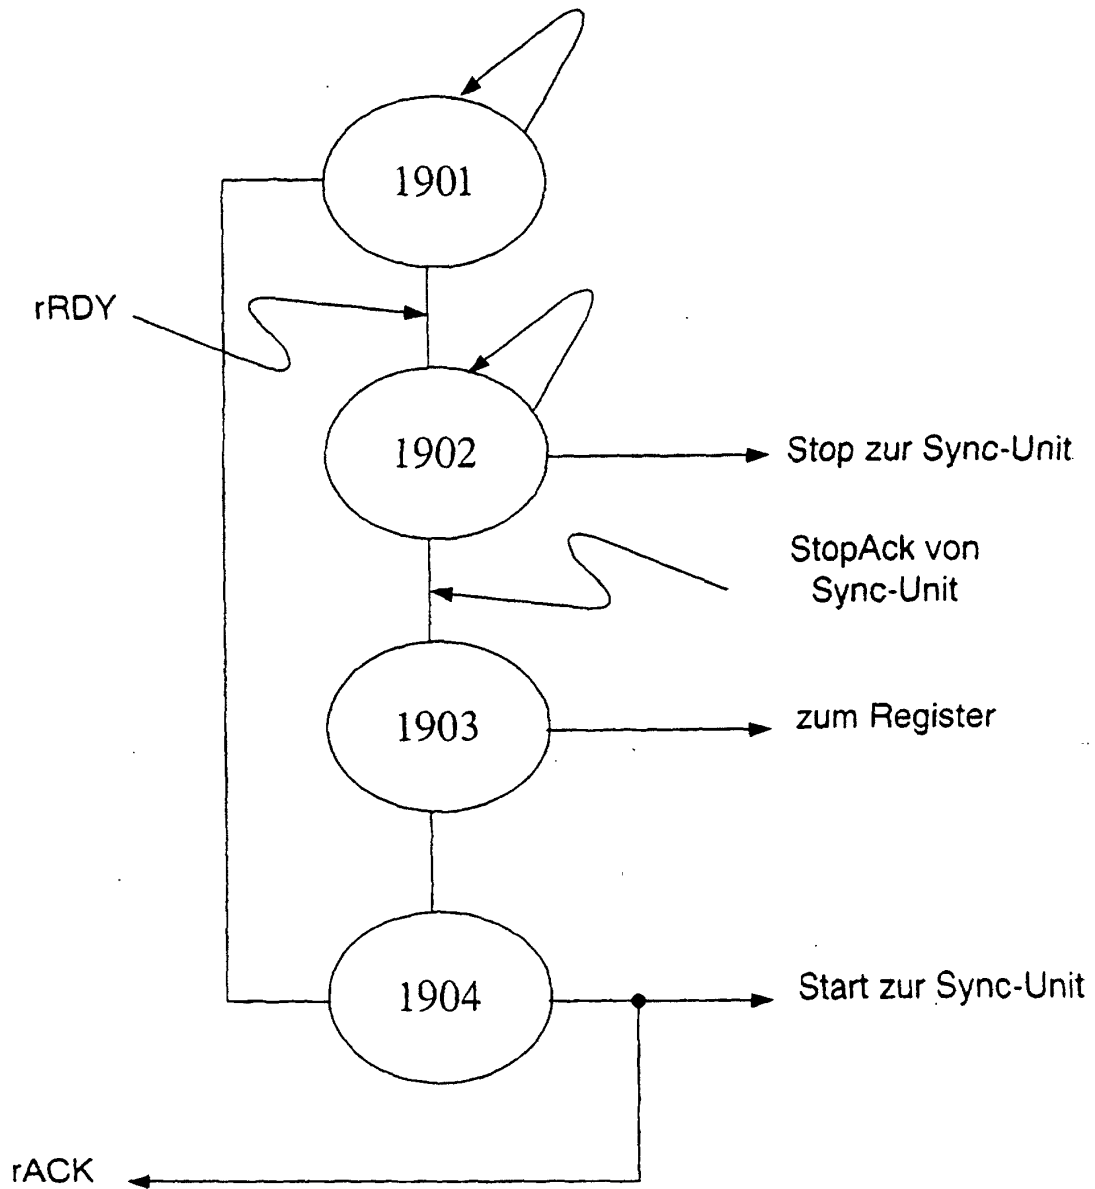 1901
rRDY
1902
Stop zur Sync-Unit
StopAck von
Sync-Unit
1903
zum Register
1904
Start zur Sync-Unit
rACK